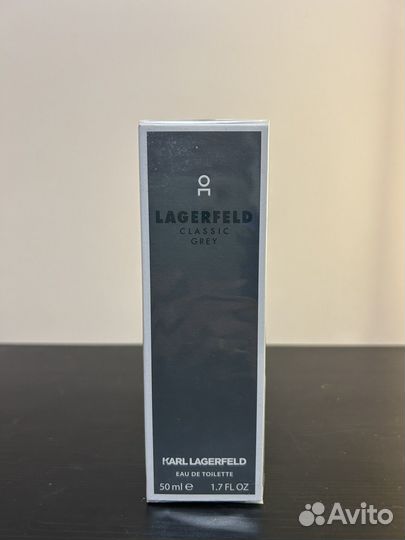 LAGERFELD
CLASSIC
GREY
KARL LAGERFELD
EAU DE TOILETTE
50 ml ℮ 1.7 FL OZ
Avito